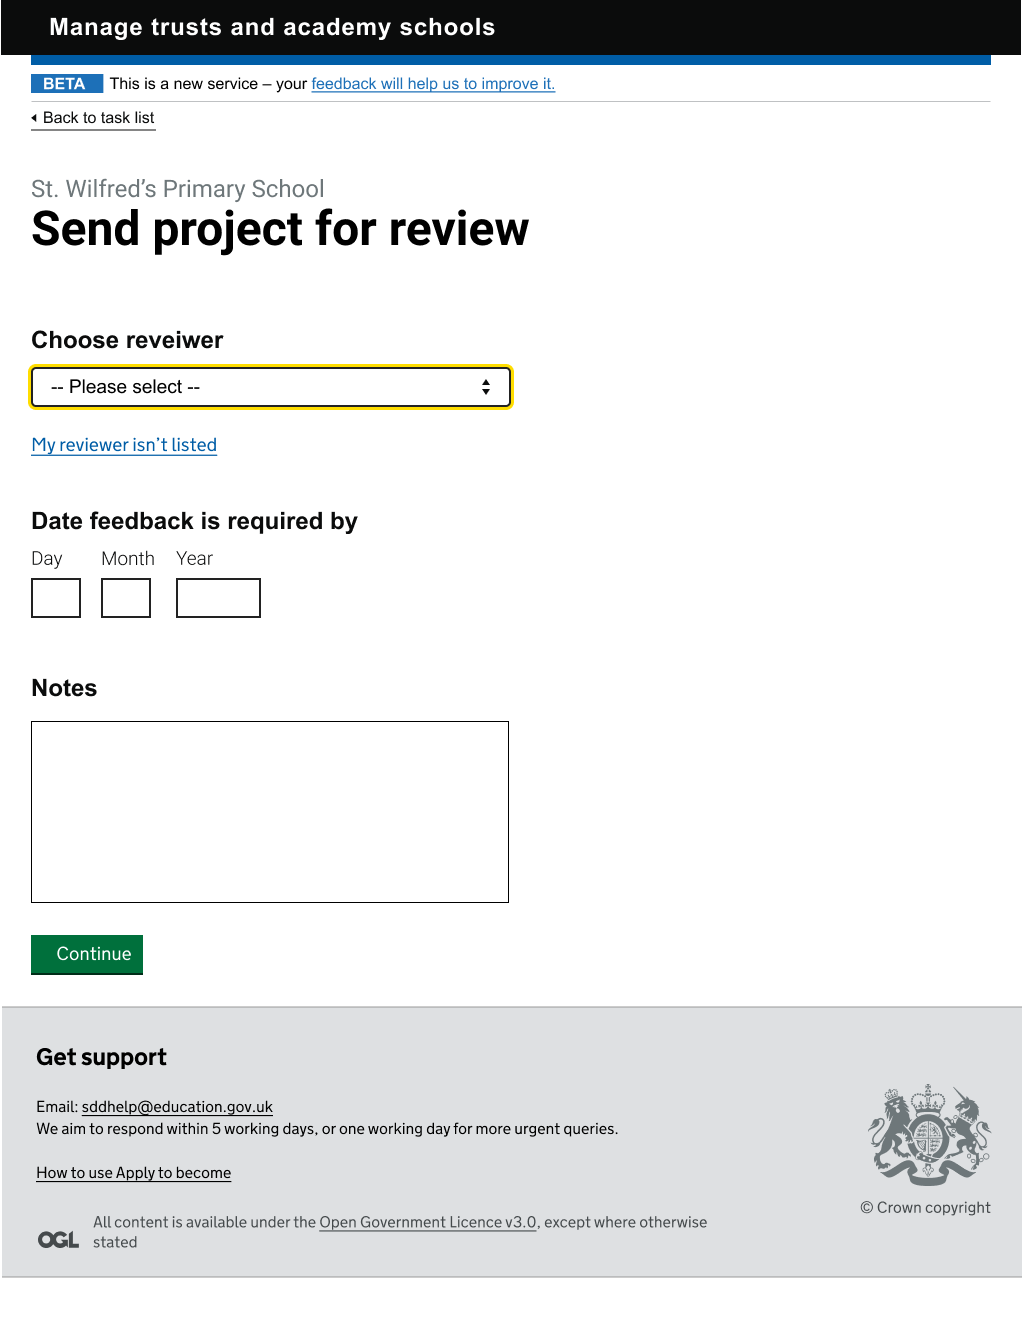 Manage trusts and academy schools
BETA This is a new service – your feedback will help us to improve it.
Back to task list
St. Wilfred’s Primary School
Send project for review
Choose reveiwer
-- Please select --
My reviewer isn’t listed
Date feedback is required by
Day Month Year
Notes
Continue
Get support
Email: sddhelp@education.gov.uk
We aim to respond within 5 working days, or one working day for more urgent queries.
How to use Apply to become
© Crown copyright
All content is available under the Open Government Licence v3.0, except where otherwise
OGL stated